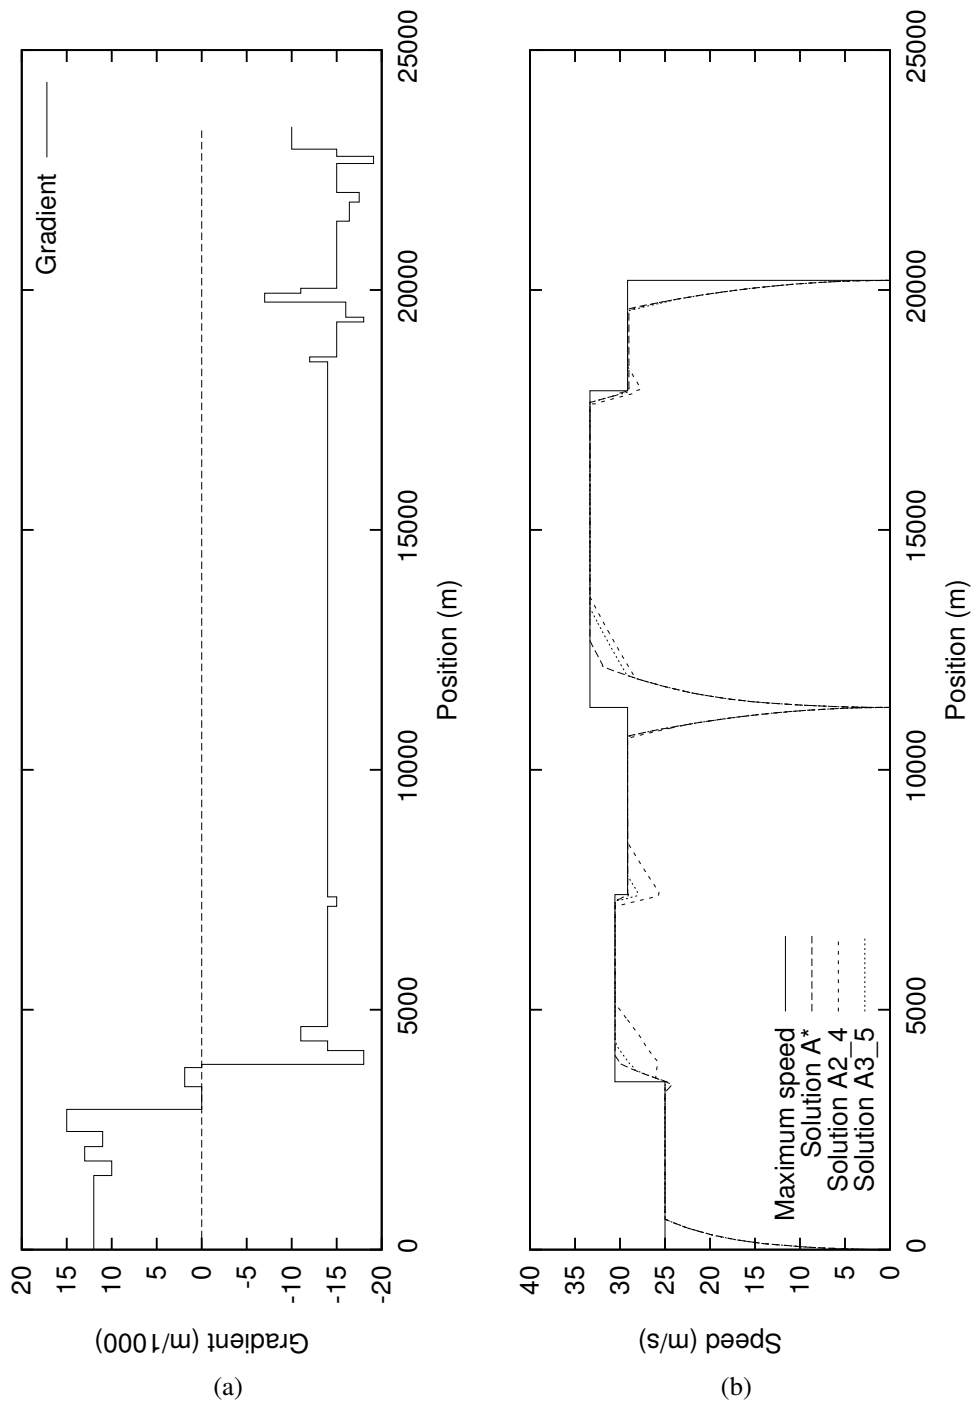 Gradient
20
15
10
5
0
-5
-10
-15
-20
0
5000
10000
15000
20000
25000
Gradient (m/1000)
Position (m)
(a)
Maximum speed
Solution A*
Solution A2_4
Solution A3_5
40
35
30
25
20
15
10
5
0
0
5000
10000
15000
20000
25000
Speed (m/s)
Position (m)
(b)